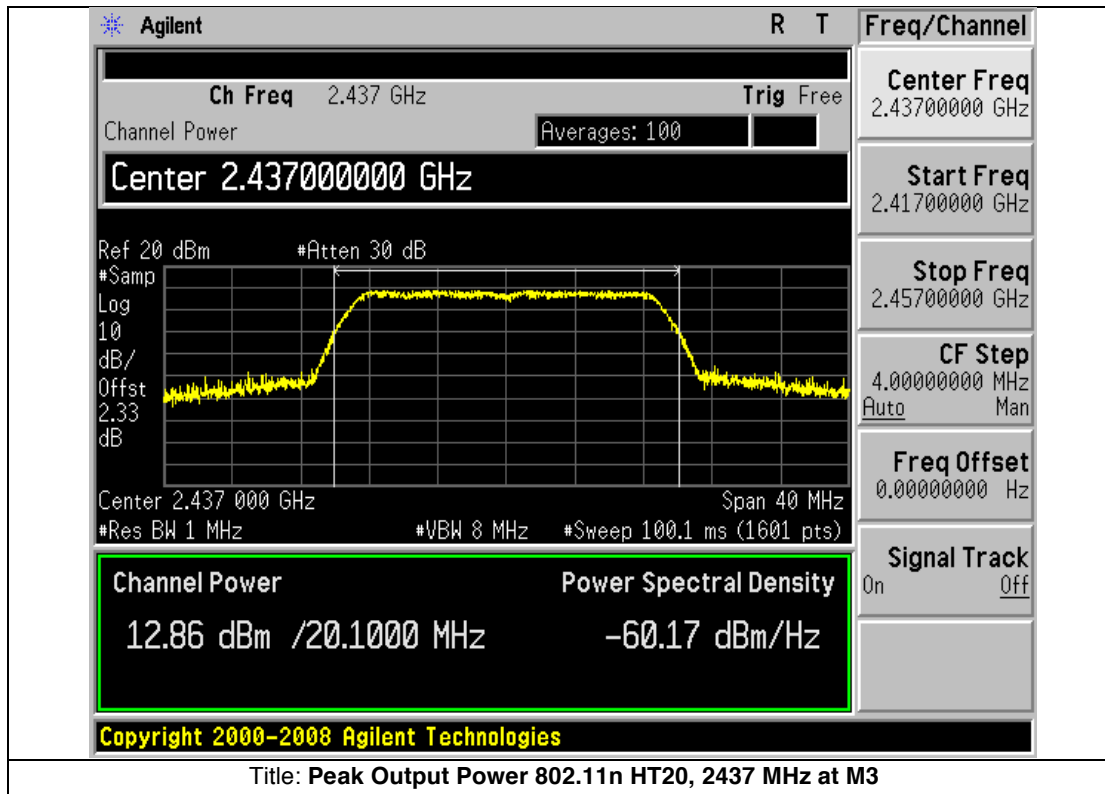 Agilent R T
Freq/Channel
Ch Freq 2.437 GHz Trig Free
Channel Power Averages: 100
Center 2.437000000 GHz
Ref 20 dBm #Atten 30 dB
#Samp
Log
10
dB/
Offst
2.33
dB
Center 2.437 000 GHz Span 40 MHz
#Res BW 1 MHz #VBW 8 MHz #Sweep 100.1 ms (1601 pts)
Channel Power Power Spectral Density
12.86 dBm /20.1000 MHz -60.17 dBm/Hz
Copyright 2000-2008 Agilent Technologies
Center Freq
2.43700000 GHz
Start Freq
2.41700000 GHz
Stop Freq
2.45700000 GHz
CF Step
4.00000000 MHz
Auto Man
Freq Offset
0.00000000 Hz
Signal Track
On Off
Title: Peak Output Power 802.11n HT20, 2437 MHz at M3